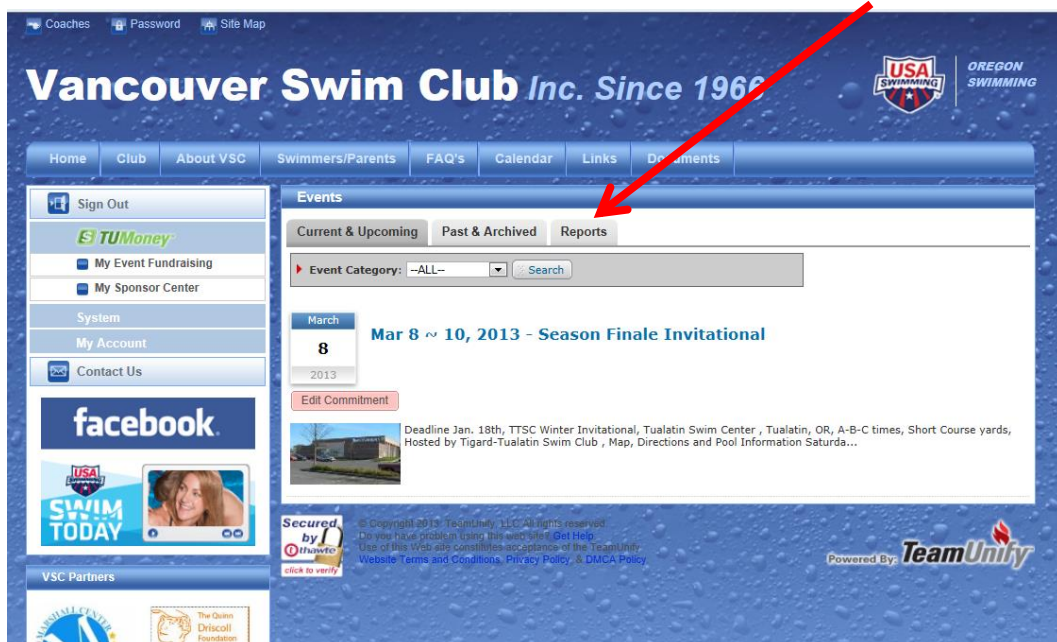 Coaches Password Site Map
Vancouver Swim Club Inc. Since 1966
USA SWIMMING
OREGON SWIMMING
Home Club About VSC Swimmers/Parents FAQ's Calendar Links Documents
Sign Out
TUMoney
My Event Fundraising
My Sponsor Center
System
My Account
Contact Us
facebook
USA SWIMMING
SWIM
TODAY
VSC Partners
MARSHALL CENTER
The Quinn
Driscoll
Foundation
Events
Current & Upcoming Past & Archived Reports
Event Category: --ALL-- Search
March
8
2013
Mar 8 ~ 10, 2013 - Season Finale Invitational
Edit Commitment
Deadline Jan. 18th, TTSC Winter Invitational, Tualatin Swim Center , Tualatin, OR, A-B-C times, Short Course yards,
Hosted by Tigard-Tualatin Swim Club , Map, Directions and Pool Information Saturda...
Secured
by
thawte
click to verify
© Copyright 2013, TeamUnify, LLC All rights reserved.
Do you have problem using this web site? Get Help.
Use of this Web site constitutes acceptance of the TeamUnify
Website Terms and Conditions, Privacy Policy, & DMCA Policy.
Powered By: TeamUnify